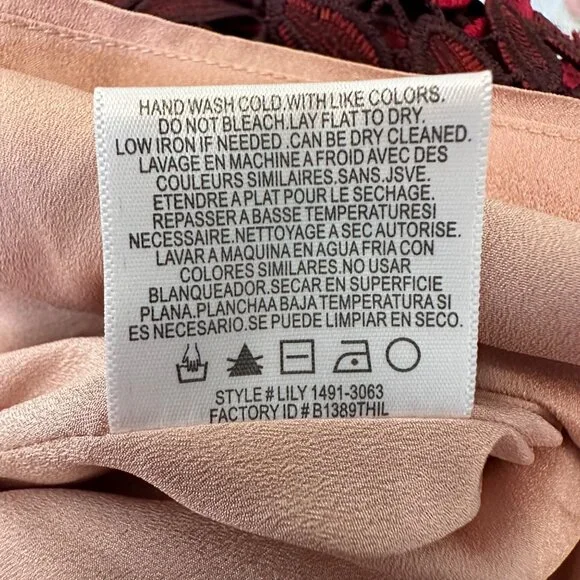 HAND WASH COLD.WITH LIKE COLORS.
DO NOT BLEACH.LAY FLAT TO DRY.
LOW IRON IF NEEDED .CAN BE DRY CLEANED.
LAVAGE EN MACHINE A FROID AVEC DES
COULEURS SIMILAIRES.SANS.JSVE.
ETENDRE A PLAT POUR LE SECHAGE.
REPASSER A BASSE TEMPERATURESI
NECESSAIRE.NETTOYAGE A SEC AUTORISE.
LAVAR A MAQUINA EN AGUA FRIA CON
COLORES SIMILARES.NO USAR
BLANQUEADOR.SECAR EN SUPERFICIE
PLANA.PLANCHAA BAJA TEMPERATURA SI
ES NECESARIO.SE PUEDE LIMPIAR EN SECO.
STYLE # LILY 1491-3063
FACTORY ID # B1389THIL